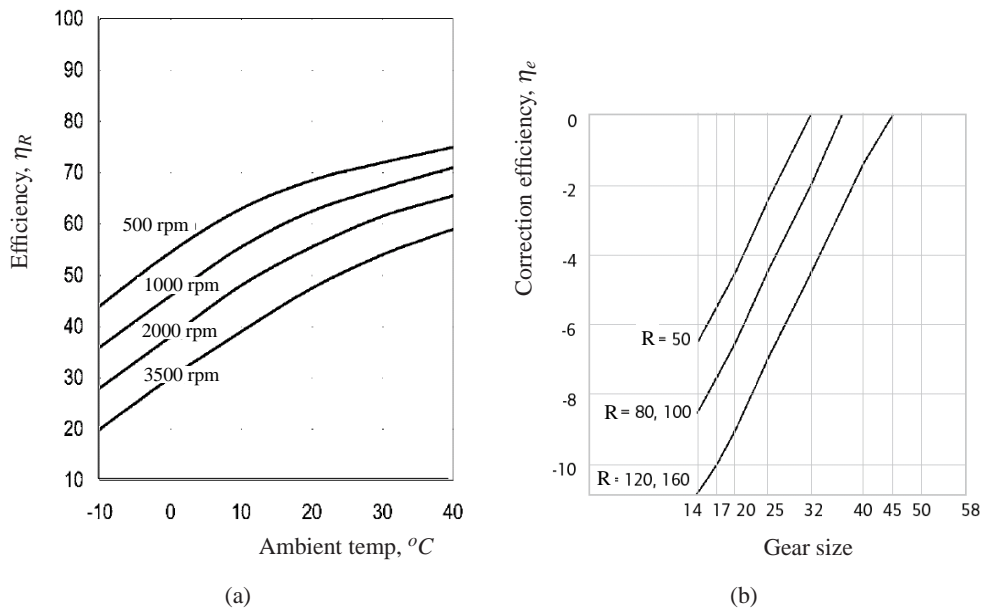 100
90
80
70
60
50
40
30
20
10
Efficiency, ηR
500 rpm
1000 rpm
2000 rpm
3500 rpm
-10 0 10 20 30 40
Ambient temp, °C
(a)
Correction efficiency, ηe
0
-2
-4
-6
-8
-10
R = 50
R = 80, 100
R = 120, 160
14 17 20 25 32 40 45 50 58
Gear size
(b)